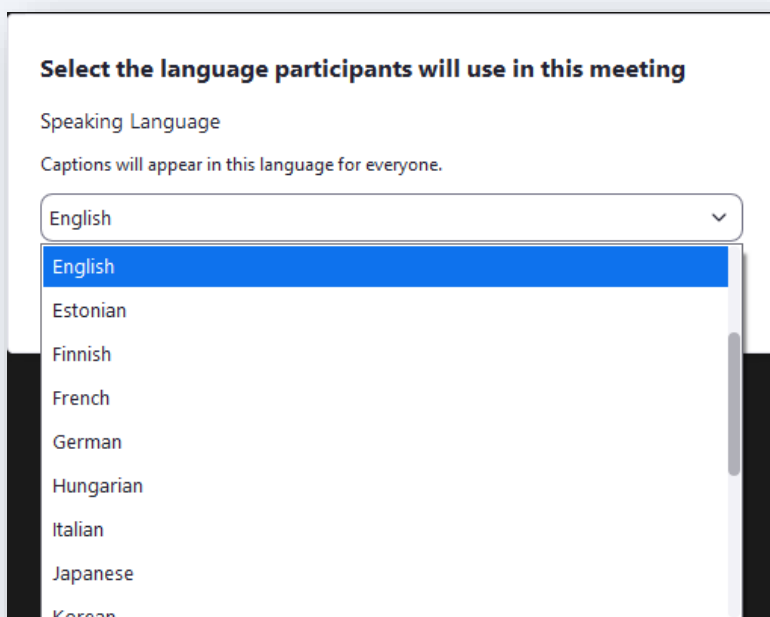 Select the language participants will use in this meeting
Speaking Language
Captions will appear in this language for everyone.
English
English
Estonian
Finnish
French
German
Hungarian
Italian
Japanese
Korean